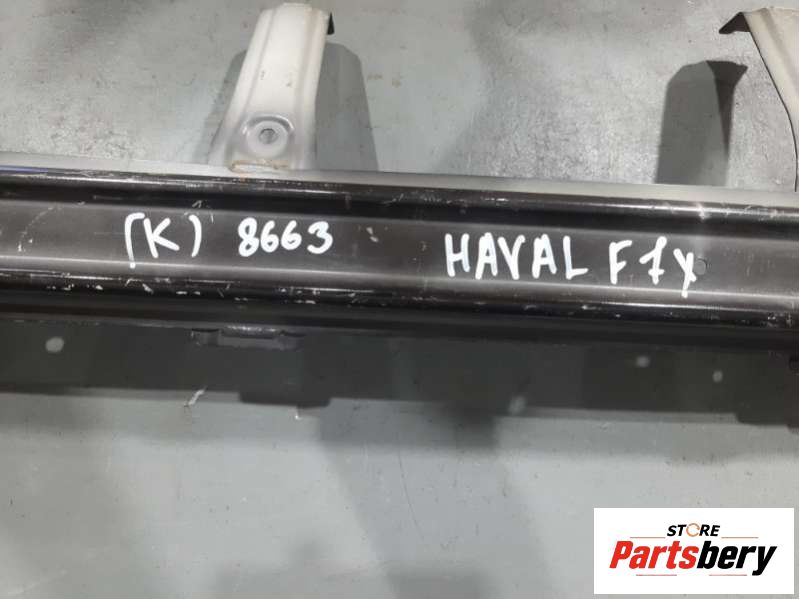 (K) 8663 HAVAL F7x
STORE
Partsbery